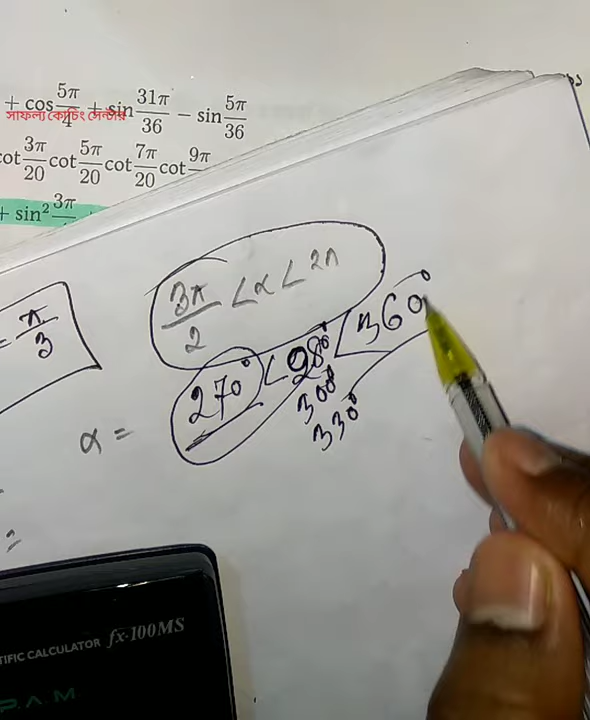 + cos 5π/4 + sin 31π/36 − sin 5π/36
সাফল্য কোচিং সেন্টার
cot 3π/20 cot 5π/20 cot 7π/20 cot 9π/20
+ sin² 3π
= π/3
3π/2 < α < 2π
270° < 98° < 360°
300°
α = 330°
=
TIFIC CALCULATOR fx-100MS
P.A.M